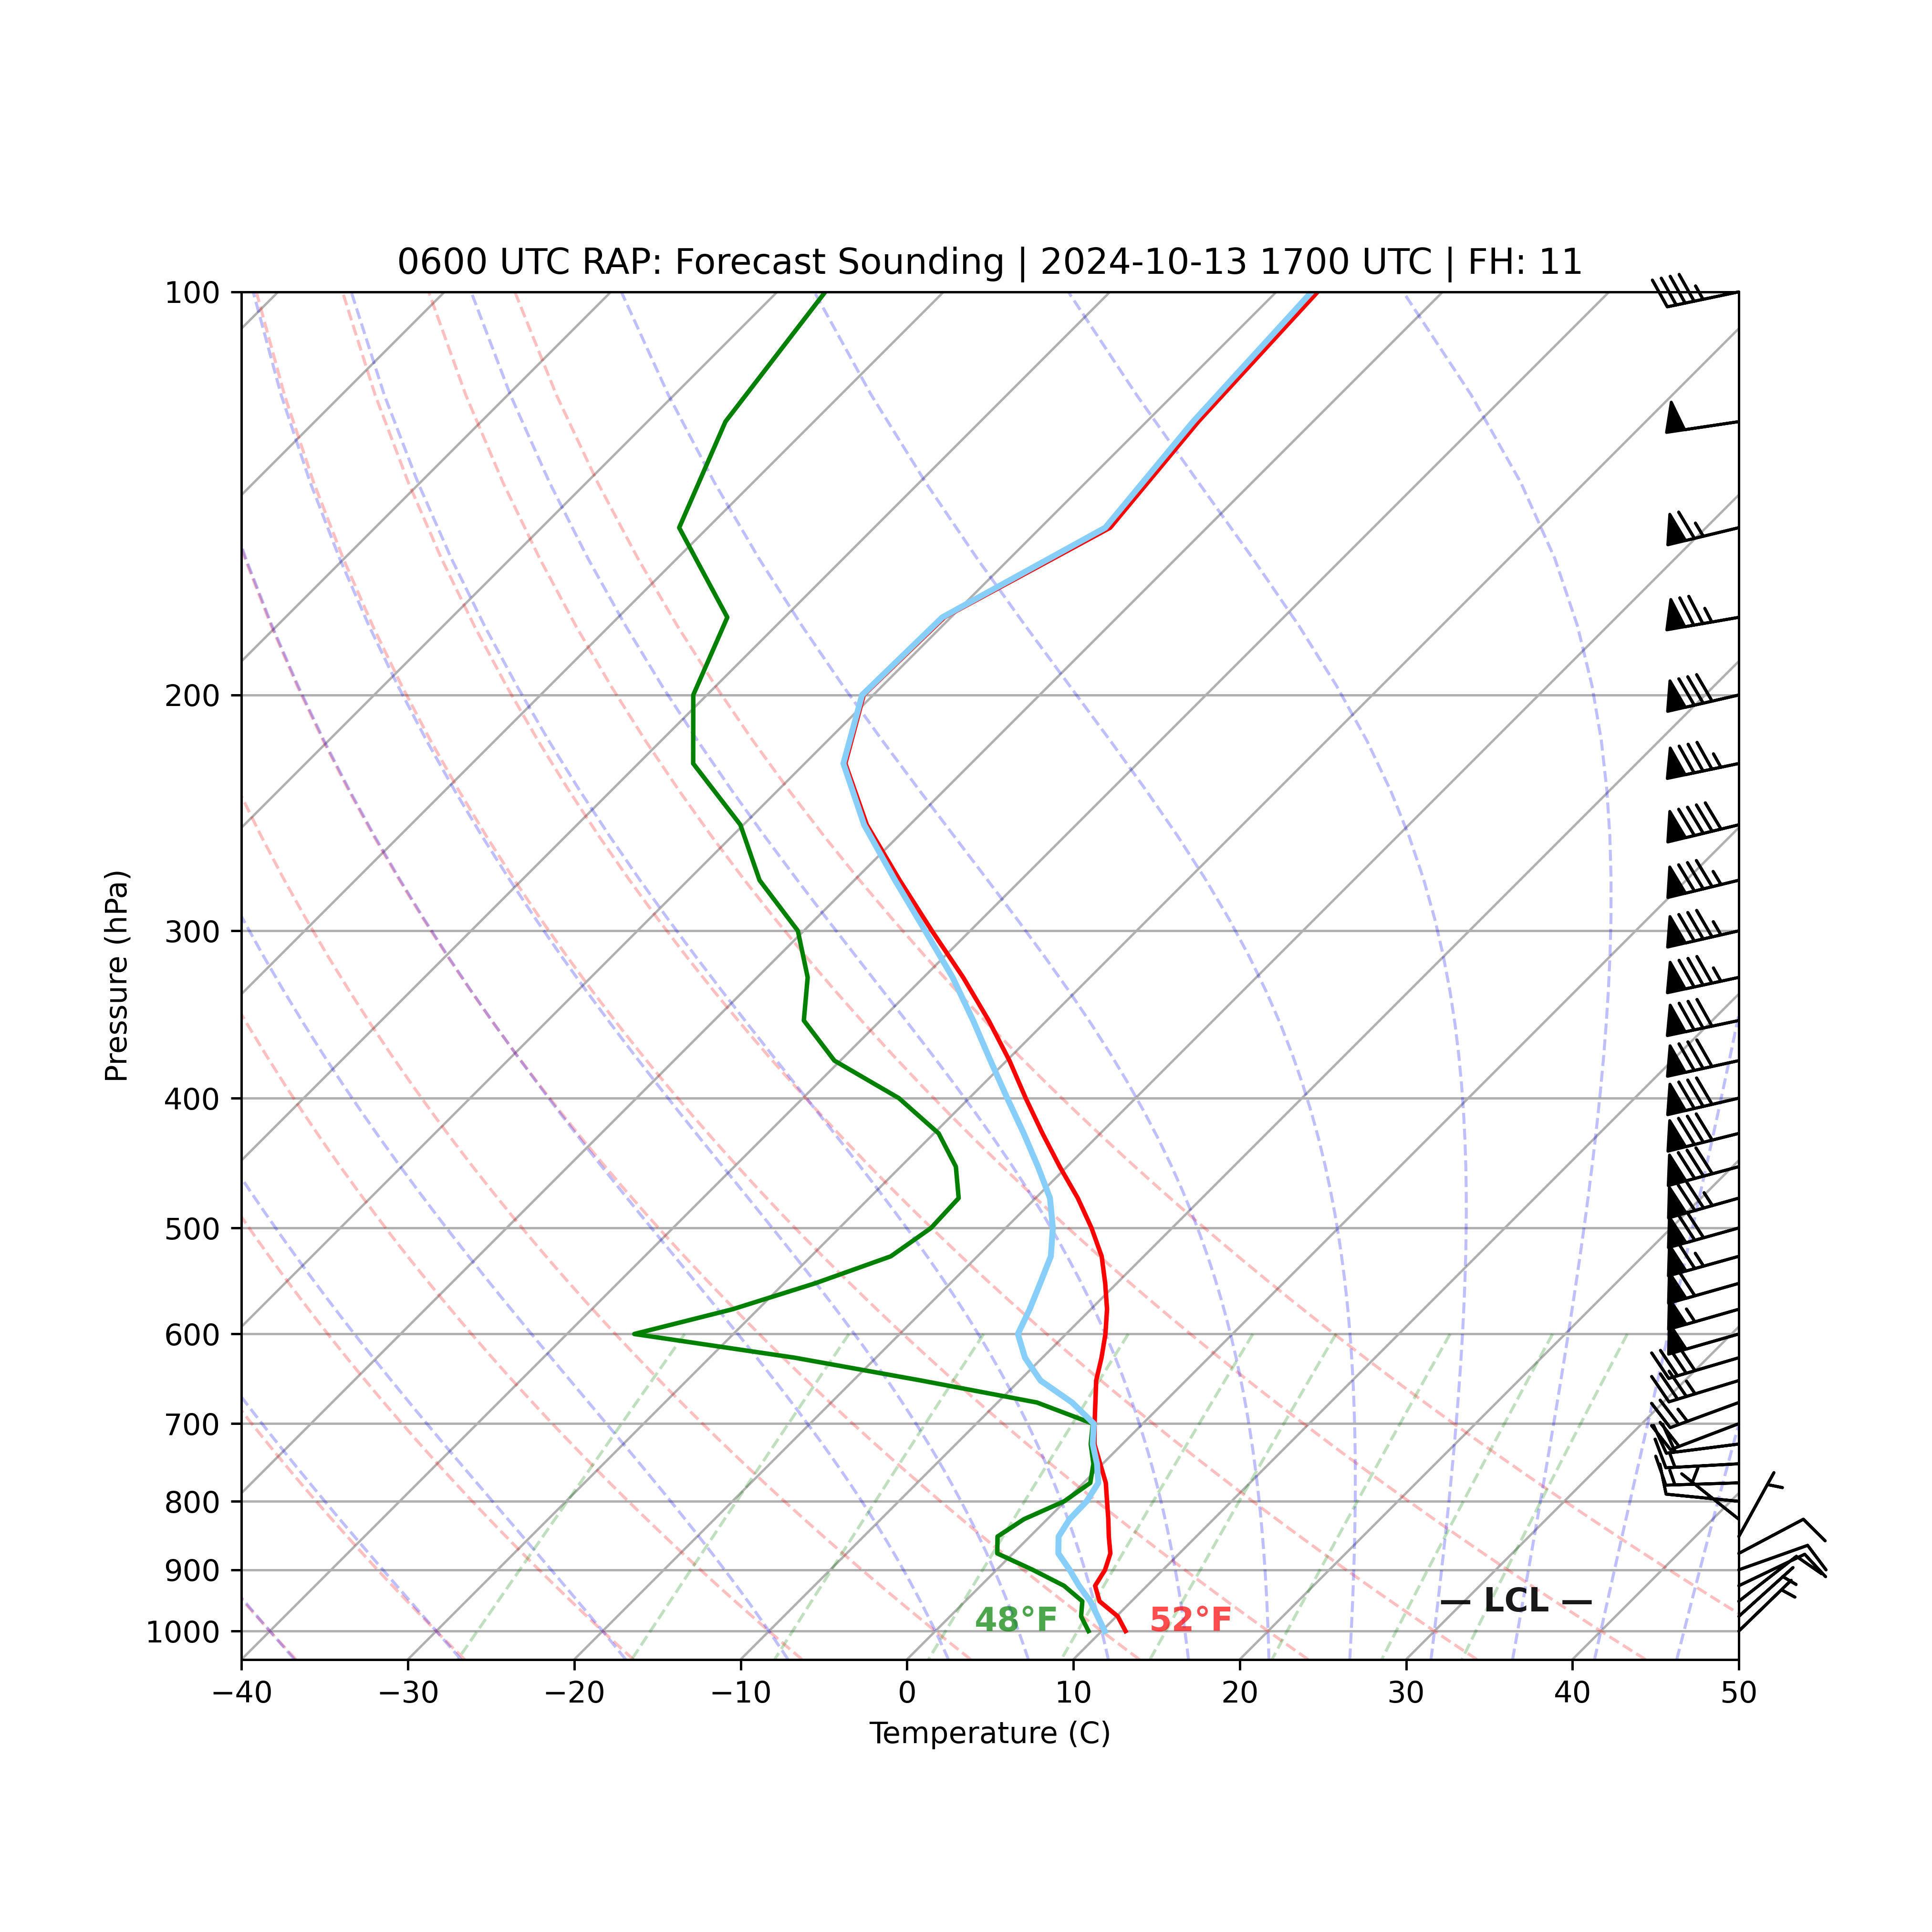 0600 UTC RAP: Forecast Sounding | 2024-10-13 1700 UTC | FH: 11
100
200
300
400
500
600
700
800
900
1000
Pressure (hPa)
48°F
52°F
— LCL —
−40 −30 −20 −10 0 10 20 30 40 50
Temperature (C)